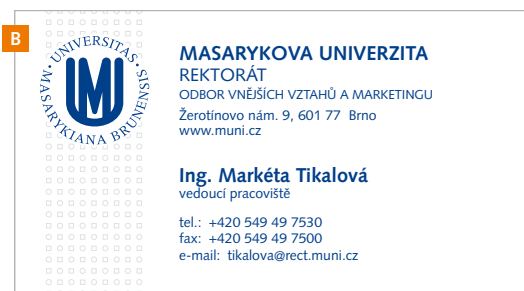 B
UNIVERSITAS • MASARYKIANA BRUNENSIS •
MU
MASARYKOVA UNIVERZITA
REKTORÁT
ODBOR VNĚJŠÍCH VZTAHŮ A MARKETINGU
Žerotínovo nám. 9, 601 77 Brno
www.muni.cz
Ing. Markéta Tikalová
vedoucí pracoviště
tel.: +420 549 49 7530
fax: +420 549 49 7500
e-mail: tikalova@rect.muni.cz